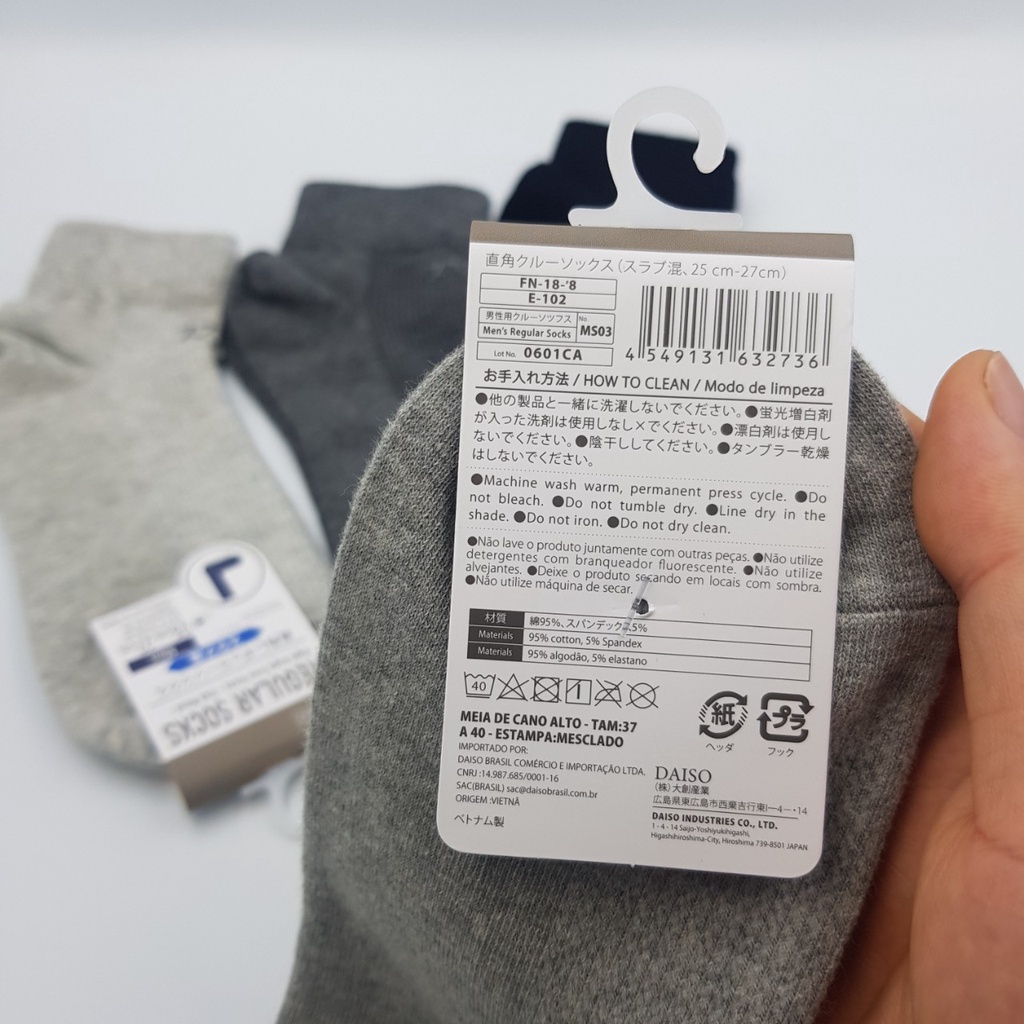 直角クルーソックス(スラブ混、25 cm-27cm)
FN-18-'8
E-102
男性用クルーソツフス
Men's Regular Socks
No.
MS03
Lot No. 0601CA
4 549131 632736
お手入れ方法 / HOW TO CLEAN / Modo de limpeza
●他の製品と一緒に洗濯しないでください。●蛍光増白剤
が入った洗剤は使用しなし×でください。●漂白剤は使用し
ないでください。●陰干ししてください。●タンブラー乾燥
はしないでください。
●Machine wash warm, permanent press cycle. ●Do
not bleach. ●Do not tumble dry. ●Line dry in the
shade. ●Do not iron. ●Do not dry clean.
●Não lave o produto juntamente com outras peças. ●Não utilize
detergentes com branqueador fluorescente. ●Não utilize
alvejantes. ●Deixe o produto secando em locais com sombra.
●Não utilize máquina de secar.
材質 綿95%、スパンデックス5%
Materials 95% cotton, 5% Spandex
Materials 95% algodão, 5% elastano
40
MEIA DE CANO ALTO - TAM:37
A 40 - ESTAMPA:MESCLADO
IMPORTADO POR:
DAISO BRASIL COMÉRCIO E IMPORTAÇÃO LTDA.
CNRJ :14.987.685/0001-16
SAC(BRASIL) sac@daisobrasil.com.br
ORIGEM :VIETNÃ
ベトナム製
紙
ヘッダ
プラ
フック
DAISO
(株)大創産業
広島県東広島市西蘭吉行東I一4一・14
DAISO INDUSTRIES CO., LTD.
1 - 4 - 14 Saijo-Yoshiyukihigashi,
Higashihiroshima-City, Hiroshima 739-8501 JAPAN
REGULAR SOCKS